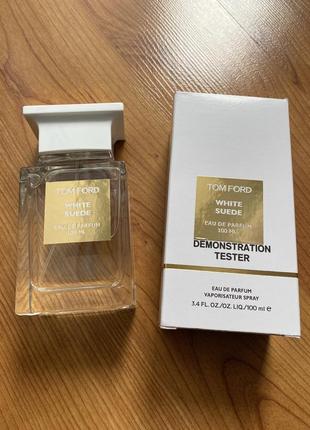 TOM FORD
WHITE
SUEDE
EAU DE PARFUM
100 ML
TOM FORD
WHITE
SUEDE
EAU DE PARFUM
100 ML
DEMONSTRATION
TESTER
EAU DE PARFUM
VAPORISATEUR SPRAY
3.4 FL. OZ./OZ. LIQ./100 ml ℮